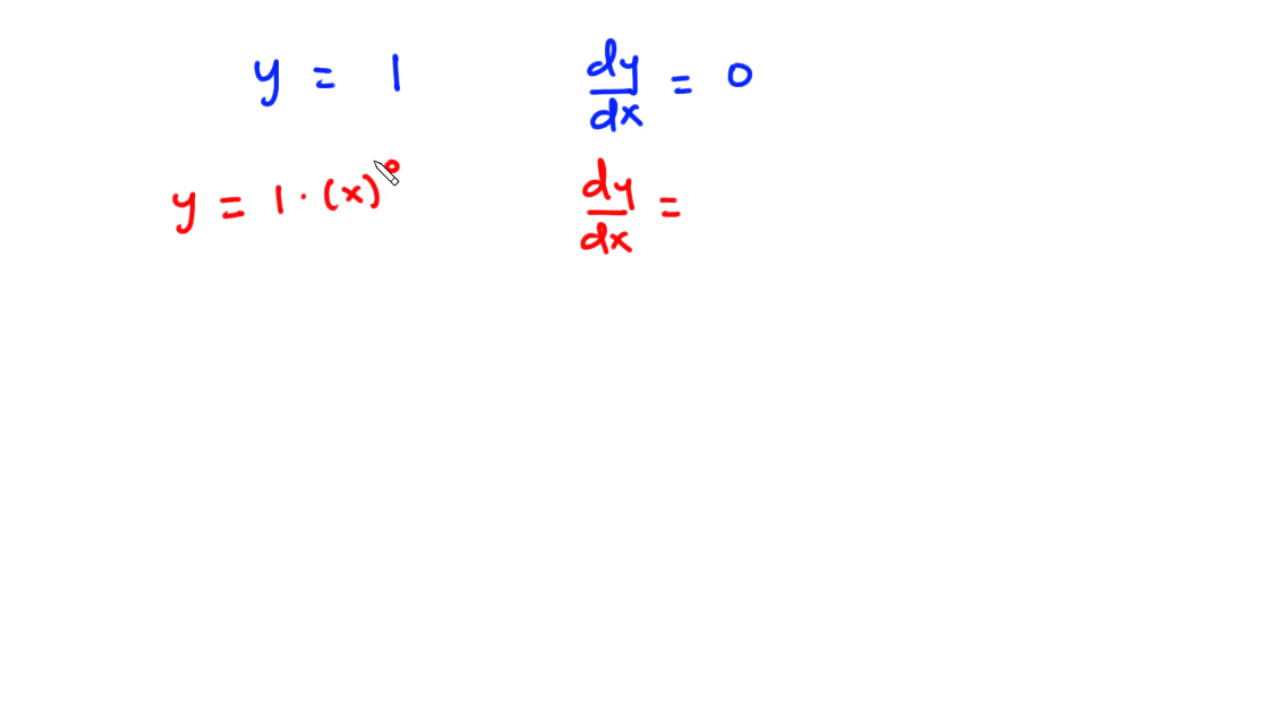 y = 1 dy/dx = 0
y = 1 · (x)⁰ dy/dx =